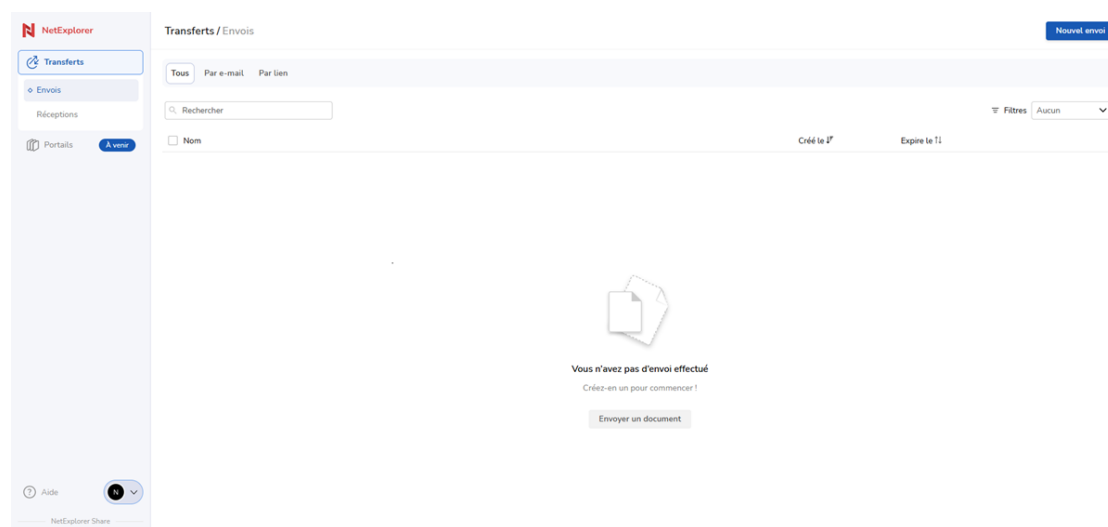 NetExplorer
Transferts / Envois
Nouvel envoi
Transferts
Tous Par e-mail Par lien
Envois
Réceptions
Rechercher
Filtres Aucun
Portails À venir
Nom Créé le Expire le
Vous n'avez pas d'envoi effectué
Créez-en un pour commencer !
Envoyer un document
Aide N
NetExplorer Share